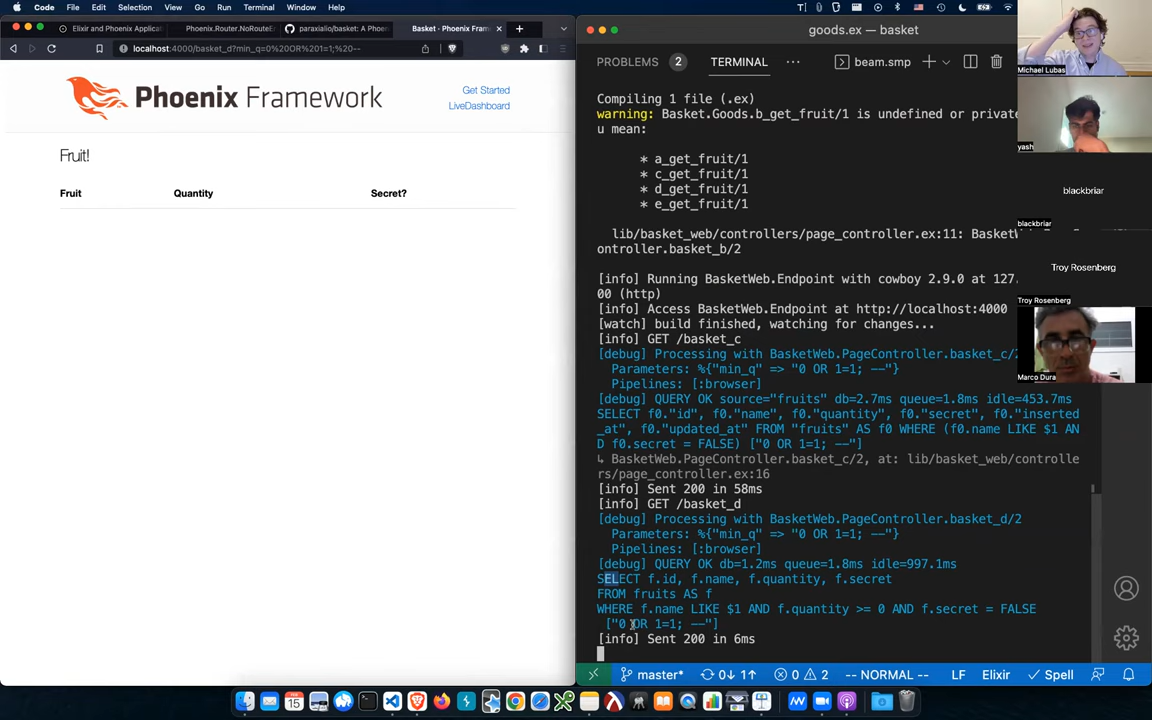 Code File Edit Selection View Go Run Terminal Window Help
Elixir and Phoenix Applicat
Phoenix.Router.NoRouteEr
paraxialio/basket: A Phoen
Basket · Phoenix Fram
localhost:4000/basket_d?min_q=0%20OR%201=1;%20--
Phoenix Framework
Get Started
LiveDashboard
Fruit!
Fruit Quantity Secret?
goods.ex — basket
PROBLEMS 2 TERMINAL ... beam.smp
Compiling 1 file (.ex)
warning: Basket.Goods.b_get_fruit/1 is undefined or private
u mean:
* a_get_fruit/1
* c_get_fruit/1
* d_get_fruit/1
* e_get_fruit/1
lib/basket_web/controllers/page_controller.ex:11: BasketW
ontroller.basket_b/2
[info] Running BasketWeb.Endpoint with cowboy 2.9.0 at 127.
00 (http)
[info] Access BasketWeb.Endpoint at http://localhost:4000
[watch] build finished, watching for changes...
[info] GET /basket_c
[debug] Processing with BasketWeb.PageController.basket_c/2
Parameters: %{"min_q" => "0 OR 1=1; --"}
Pipelines: [:browser]
[debug] QUERY OK source="fruits" db=2.7ms queue=1.8ms idle=453.7ms
SELECT f0."id", f0."name", f0."quantity", f0."secret", f0."inserted
_at", f0."updated_at" FROM "fruits" AS f0 WHERE (f0.name LIKE $1 AN
D f0.secret = FALSE) ["0 OR 1=1; --"]
↳ BasketWeb.PageController.basket_c/2, at: lib/basket_web/controlle
rs/page_controller.ex:16
[info] Sent 200 in 58ms
[info] GET /basket_d
[debug] Processing with BasketWeb.PageController.basket_d/2
Parameters: %{"min_q" => "0 OR 1=1; --"}
Pipelines: [:browser]
[debug] QUERY OK db=1.2ms queue=1.8ms idle=997.1ms
SELECT f.id, f.name, f.quantity, f.secret
FROM fruits AS f
WHERE f.name LIKE $1 AND f.quantity >= 0 AND f.secret = FALSE
["0 OR 1=1; --"]
[info] Sent 200 in 6ms
master* 0↓ 1↑ 0 2 -- NORMAL -- LF Elixir Spell
Michael Lubas
yash
blackbriar
blackbriar
Troy Rosenberg
Troy Rosenberg
Marco Dura
FEB
15